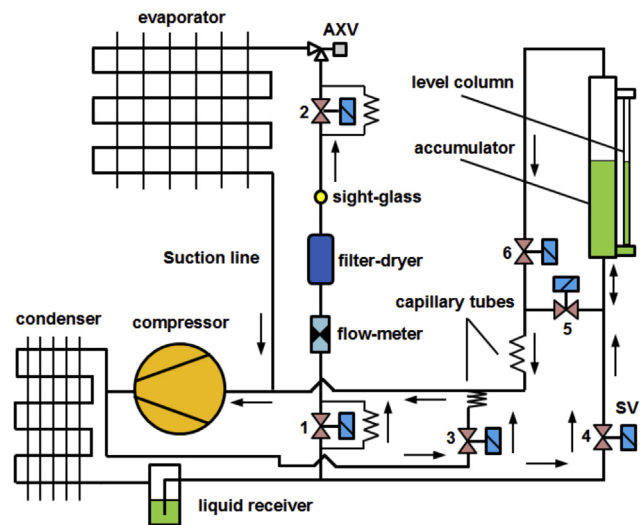 evaporator
AXV
level column
2
accumulator
sight-glass
6
Suction line
filter-dryer
capillary tubes
5
condenser
compressor
flow-meter
SV
1
3
4
liquid receiver